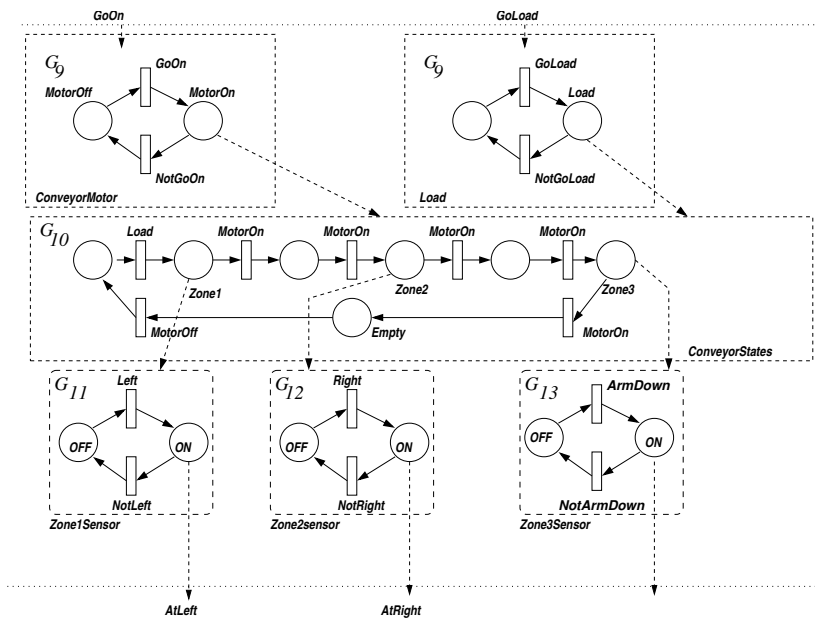 GoOn
GoLoad
G9
GoOn
MotorOff
MotorOn
NotGoOn
ConveyorMotor
G9
GoLoad
Load
NotGoLoad
Load
G10
Load
MotorOn
MotorOn
MotorOn
MotorOn
Zone1
Zone2
Zone3
MotorOff
Empty
MotorOn
ConveyorStates
G11
Left
OFF
ON
NotLeft
Zone1Sensor
G12
Right
OFF
ON
NotRight
Zone2sensor
G13
ArmDown
OFF
ON
NotArmDown
Zone3Sensor
AtLeft
AtRight